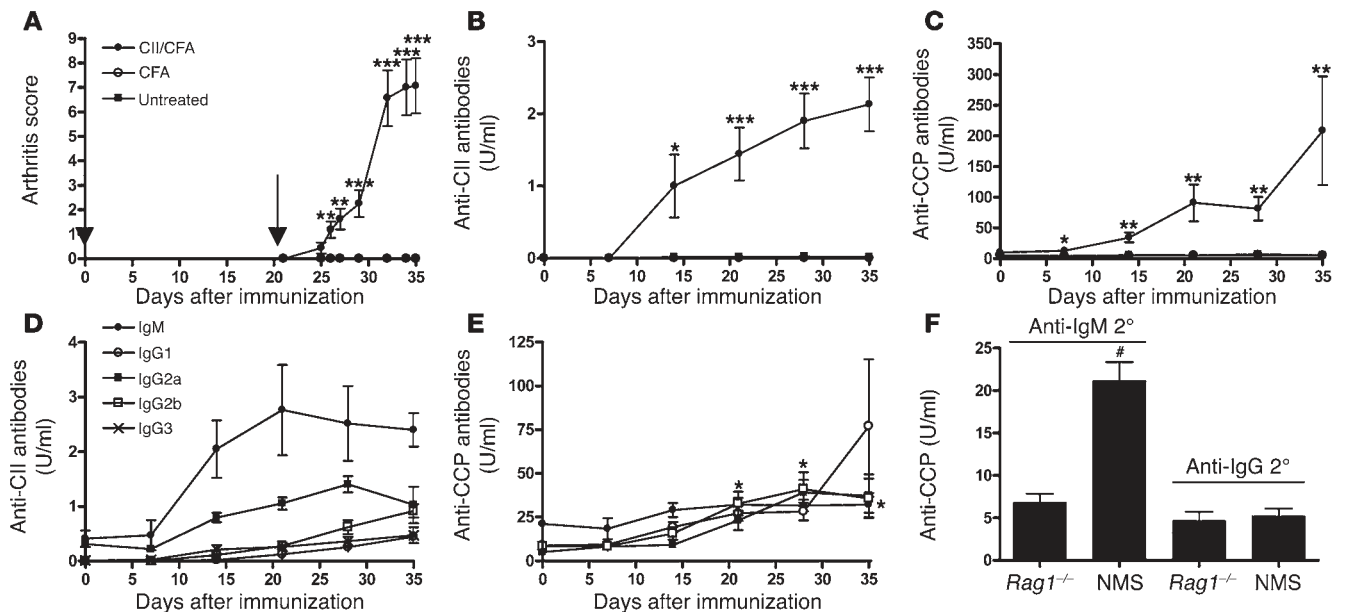 A
Arthritis score
9
8
7
6
5
4
3
2
1
0
CII/CFA
CFA
Untreated
**
**
***
***
***
***
0 5 10 15 20 25 30 35
Days after immunization
B
Anti-CII antibodies
(U/ml)
3
2
1
0
*
***
***
***
0 5 10 15 20 25 30 35
Days after immunization
C
Anti-CCP antibodies
(U/ml)
350
300
250
200
150
100
50
0
*
**
**
**
**
0 5 10 15 20 25 30 35
Days after immunization
D
Anti-CII antibodies
(U/ml)
4
3
2
1
0
IgM
IgG1
IgG2a
IgG2b
IgG3
0 5 10 15 20 25 30 35
Days after immunization
E
Anti-CCP antibodies
(U/ml)
125
100
75
50
25
0
*
*
*
0 5 10 15 20 25 30 35
Days after immunization
F
Anti-CCP (U/ml)
25
20
15
10
5
0
Anti-IgM 2°
#
Anti-IgG 2°
Rag1–/– NMS Rag1–/– NMS